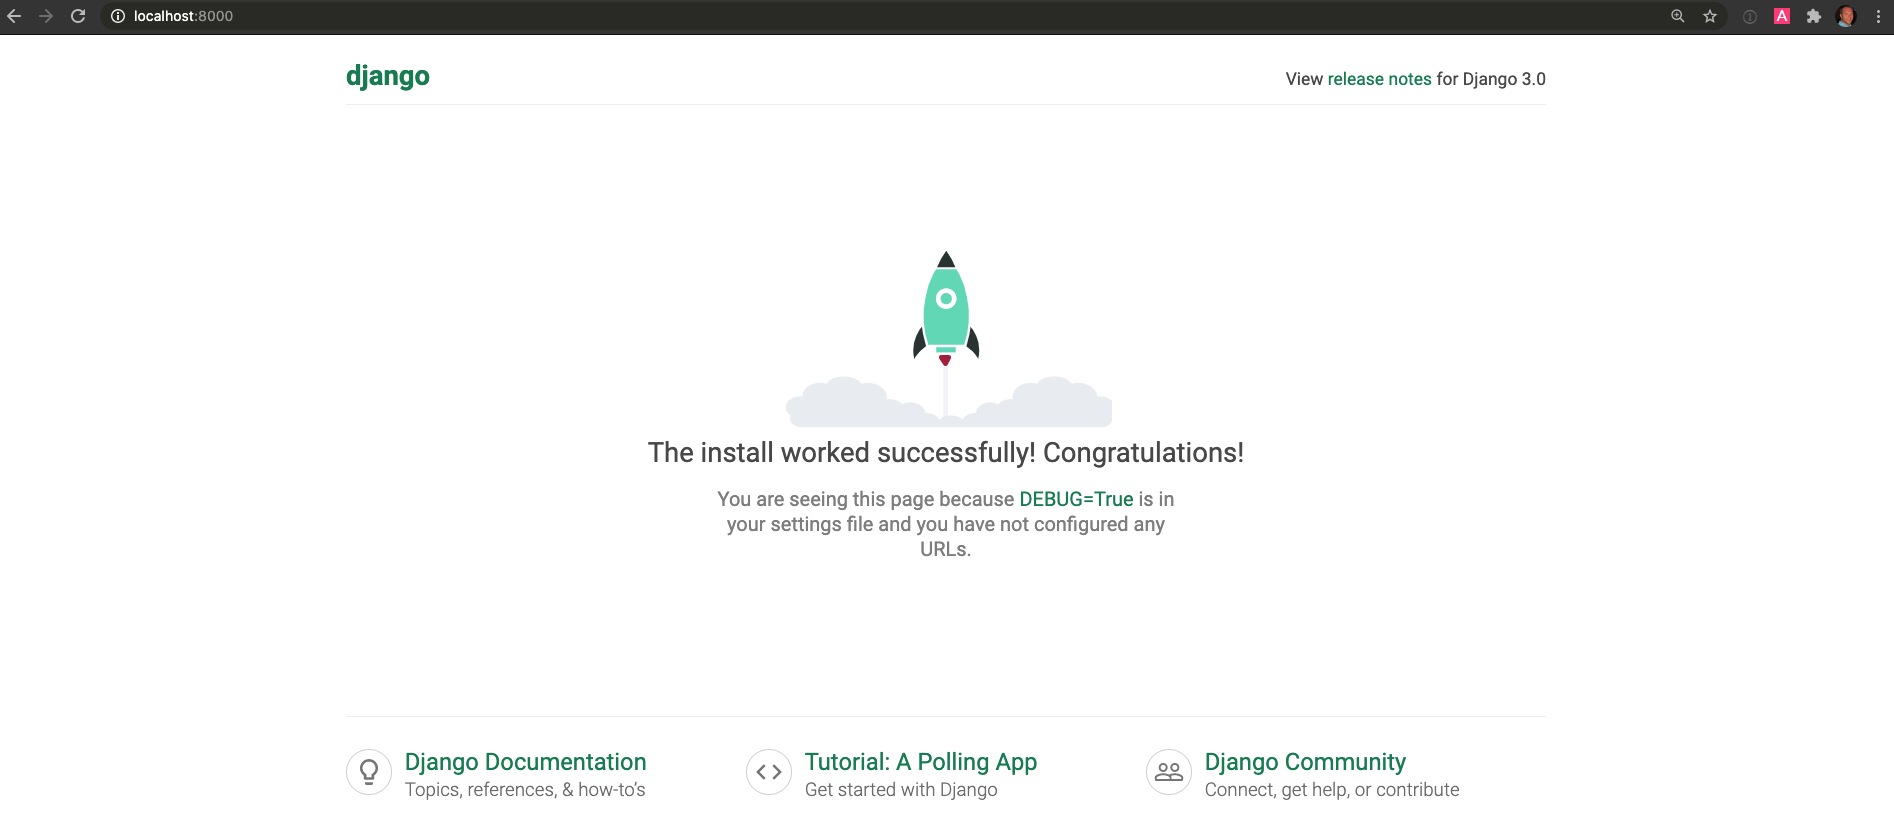 localhost:8000
A
django
View release notes for Django 3.0
The install worked successfully! Congratulations!
You are seeing this page because DEBUG=True is in
your settings file and you have not configured any
URLs.
Django Documentation
Topics, references, & how-to’s
Tutorial: A Polling App
Get started with Django
Django Community
Connect, get help, or contribute